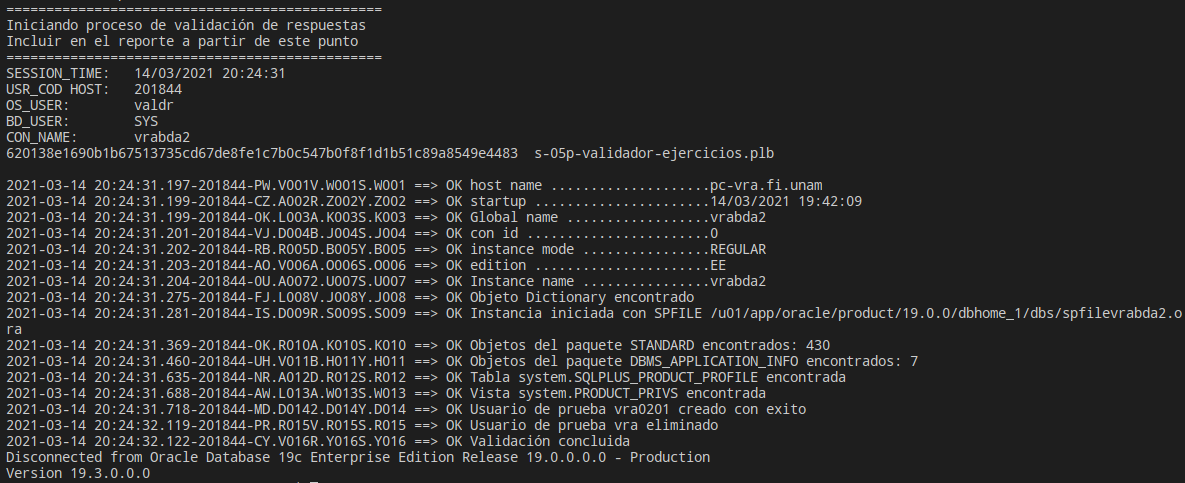 ==============================================
Iniciando proceso de validación de respuestas
Incluir en el reporte a partir de este punto
===============================================
SESSION_TIME:   14/03/2021 20:24:31
USR_COD HOST:   201844
OS_USER:        valdr
BD_USER:        SYS
CON_NAME:       vrabda2
620138e1690b1b67513735cd67de8fe1c7b0c547b0f8f1d1b51c89a8549e4483  s-05p-validador-ejercicios.plb

2021-03-14 20:24:31.197-201844-PW.V001V.W001S.W001 ==> OK host name ....................pc-vra.fi.unam
2021-03-14 20:24:31.199-201844-CZ.A002R.Z002Y.Z002 ==> OK startup ......................14/03/2021 19:42:09
2021-03-14 20:24:31.199-201844-0K.L003A.K003S.K003 ==> OK Global name ..................vrabda2
2021-03-14 20:24:31.201-201844-VJ.D004B.J004S.J004 ==> OK con id .......................0
2021-03-14 20:24:31.202-201844-RB.R005D.B005Y.B005 ==> OK instance mode ................REGULAR
2021-03-14 20:24:31.203-201844-AO.V006A.O006S.O006 ==> OK edition ......................EE
2021-03-14 20:24:31.204-201844-0U.A0072.U007S.U007 ==> OK Instance name ................vrabda2
2021-03-14 20:24:31.275-201844-FJ.L008V.J008Y.J008 ==> OK Objeto Dictionary encontrado
2021-03-14 20:24:31.281-201844-IS.D009R.S009S.S009 ==> OK Instancia iniciada con SPFILE /u01/app/oracle/product/19.0.0/dbhome_1/dbs/spfilevrabda2.o
ra
2021-03-14 20:24:31.369-201844-0K.R010A.K010S.K010 ==> OK Objetos del paquete STANDARD encontrados: 430
2021-03-14 20:24:31.460-201844-UH.V011B.H011Y.H011 ==> OK Objetos del paquete DBMS_APPLICATION_INFO encontrados: 7
2021-03-14 20:24:31.635-201844-NR.A012D.R012S.R012 ==> OK Tabla system.SQLPLUS_PRODUCT_PROFILE encontrada
2021-03-14 20:24:31.688-201844-AW.L013A.W013S.W013 ==> OK Vista system.PRODUCT_PRIVS encontrada
2021-03-14 20:24:31.718-201844-MD.D0142.D014Y.D014 ==> OK Usuario de prueba vra0201 creado con exito
2021-03-14 20:24:32.119-201844-PR.R015V.R015S.R015 ==> OK Usuario de prueba vra eliminado
2021-03-14 20:24:32.122-201844-CY.V016R.Y016S.Y016 ==> OK Validación concluida
Disconnected from Oracle Database 19c Enterprise Edition Release 19.0.0.0.0 - Production
Version 19.3.0.0.0